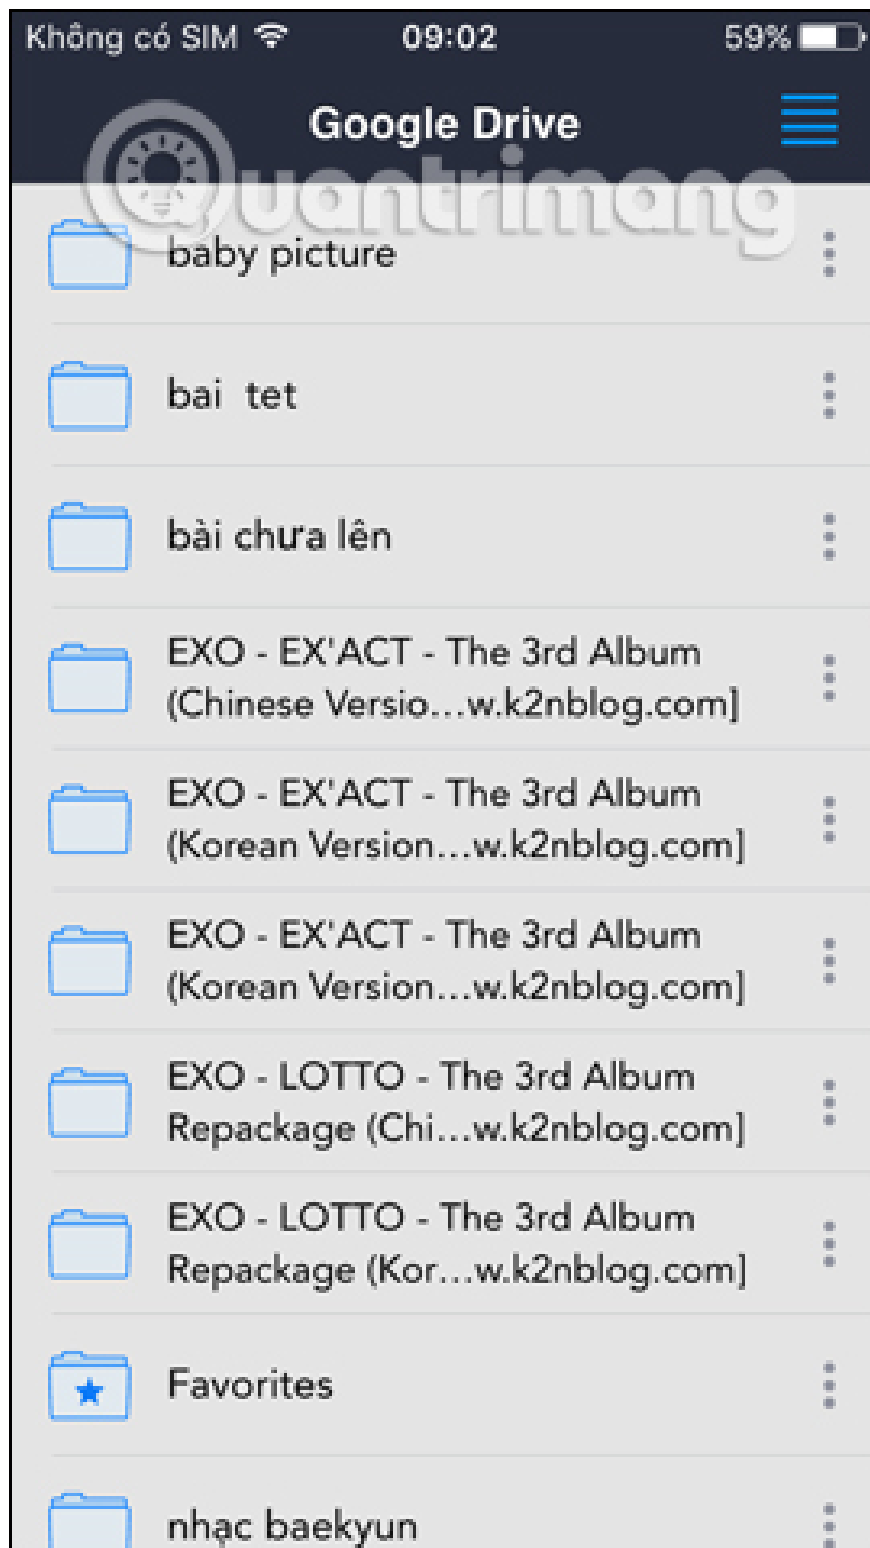 Không có SIM 09:02 59%
Google Drive
Quantrimang
baby picture
bai tet
bài chưa lên
EXO - EX'ACT - The 3rd Album
(Chinese Versio...w.k2nblog.com]
EXO - EX'ACT - The 3rd Album
(Korean Version...w.k2nblog.com]
EXO - EX'ACT - The 3rd Album
(Korean Version...w.k2nblog.com]
EXO - LOTTO - The 3rd Album
Repackage (Chi...w.k2nblog.com]
EXO - LOTTO - The 3rd Album
Repackage (Kor...w.k2nblog.com]
Favorites
nhạc baekyun